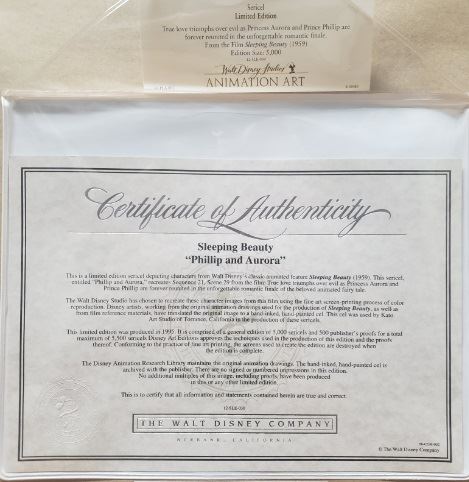 Sericel
Limited Edition
True love triumphs over evil as Princess Aurora and Prince Phillip are
forever reunited in the unforgettable romantic finale.
From the Film Sleeping Beauty (1959)
Edition Size: 5,000
Walt Disney Studios
ANIMATION ART
Certificate of Authenticity
Sleeping Beauty
“Phillip and Aurora”
This is a limited edition sericel depicting characters from Walt Disney's classic animated feature Sleeping Beauty (1959). This sericel,
entitled "Phillip and Aurora," recreates Sequence 21, Scene 29 from the film: True love triumphs over evil as Princess Aurora and
Prince Phillip are forever reunited in the unforgettable romantic finale of the beloved animated fairy tale.
The Walt Disney Studio has chosen to recreate these character images from this film using the fine art screen-printing process of color
reproduction. Disney artists, working from the original animation drawings used for the production of Sleeping Beauty, as well as
from film reference materials, have translated the original image to a hand-inked, hand-painted cel. This cel was used by Kato
Art Studio of Torrance, California in the production of these sericels.
This limited edition was produced in 1995. It is comprised of a general edition of 5,000 sericels and 500 publisher's proofs for a total
maximum of 5,500 sericels. Disney Art Editions approves the techniques used in the production of this edition and the proofs
thereof. Conforming to the practice of fine art printing, the screens used to create the edition are destroyed when
the edition is complete.
The Disney Animation Research Library maintains the original animation drawings. The hand-inked, hand-painted cel is
archived with the publisher. There are no signed or numbered impressions in this edition.
No additional multiples of this image, including proofs, have been produced
in this or any other limited edition.
This is to certify that all information and statements contained herein are true and correct.
THE WALT DISNEY COMPANY
BURBANK, CALIFORNIA
© The Walt Disney Company